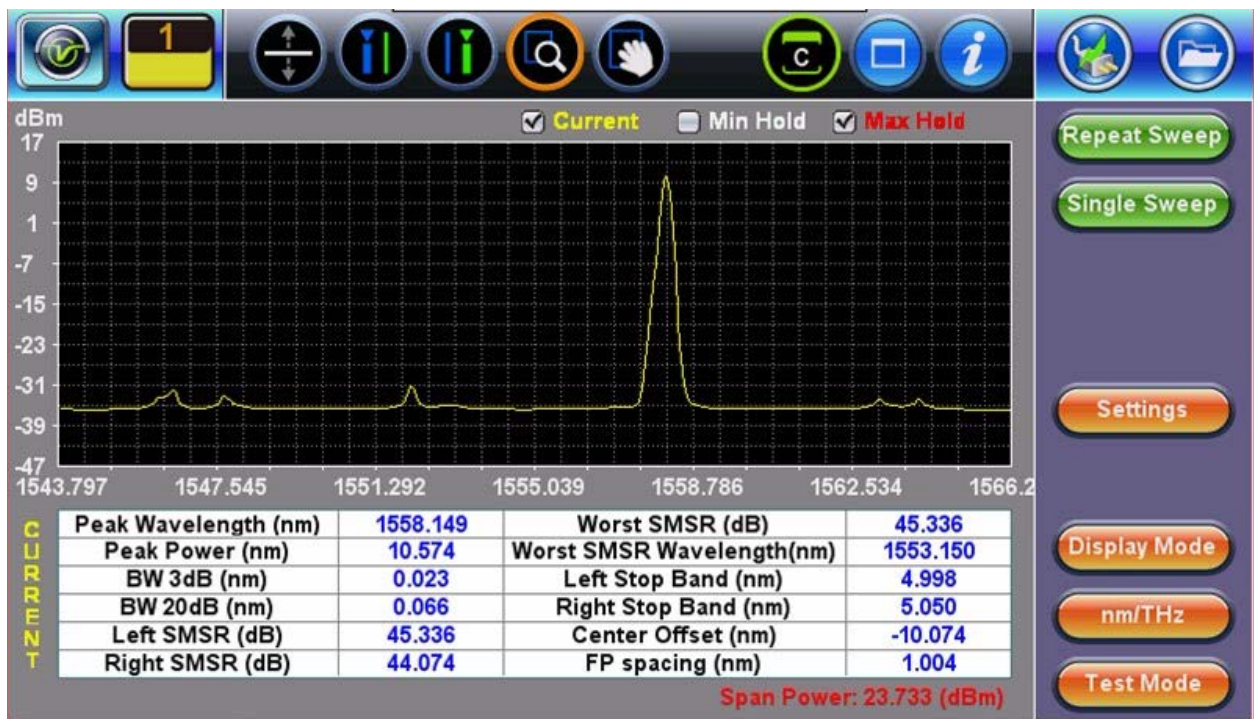 1
C
i
dBm
Current Min Hold Max Hold
17
9
1
-7
-15
-23
-31
-39
-47
1543.797 1547.545 1551.292 1555.039 1558.786 1562.534 1566.2
CURRENT
Peak Wavelength (nm) 1558.149 Worst SMSR (dB) 45.336
Peak Power (nm) 10.574 Worst SMSR Wavelength(nm) 1553.150
BW 3dB (nm) 0.023 Left Stop Band (nm) 4.998
BW 20dB (nm) 0.066 Right Stop Band (nm) 5.050
Left SMSR (dB) 45.336 Center Offset (nm) -10.074
Right SMSR (dB) 44.074 FP spacing (nm) 1.004
Span Power: 23.733 (dBm)
Repeat Sweep
Single Sweep
Settings
Display Mode
nm/THz
Test Mode